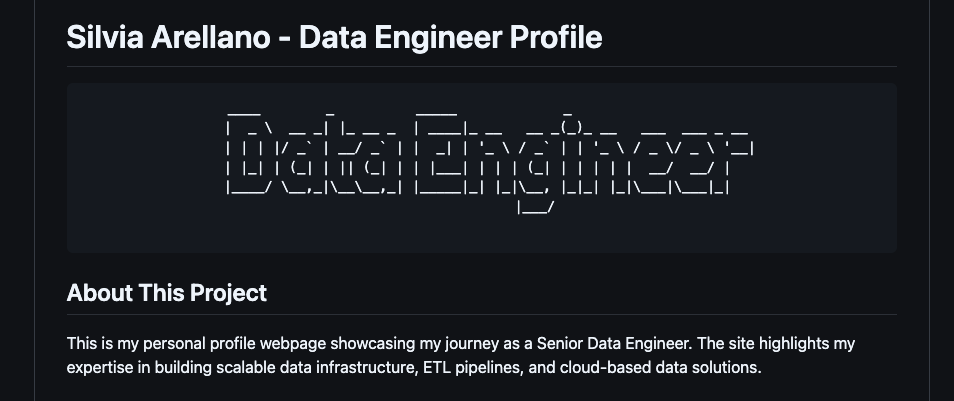 Silvia Arellano - Data Engineer Profile
Data Engineer
About This Project
This is my personal profile webpage showcasing my journey as a Senior Data Engineer. The site highlights my
expertise in building scalable data infrastructure, ETL pipelines, and cloud-based data solutions.